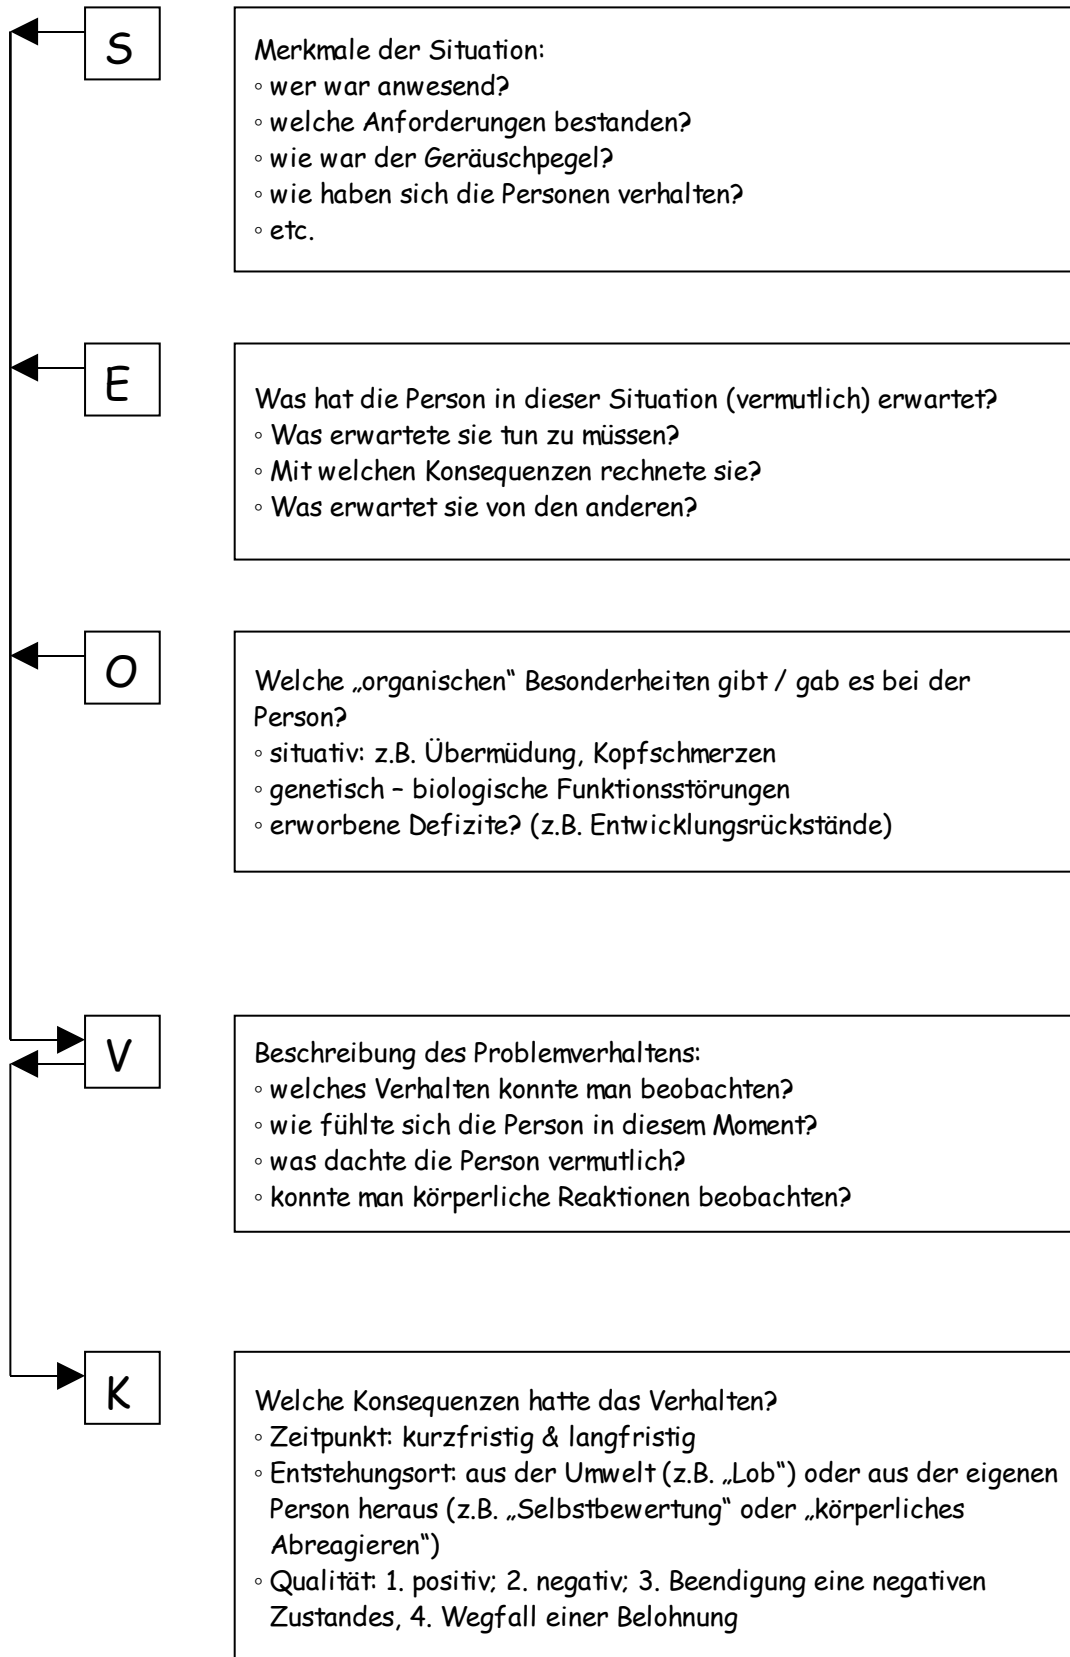 S
Merkmale der Situation:
◦ wer war anwesend?
◦ welche Anforderungen bestanden?
◦ wie war der Geräuschpegel?
◦ wie haben sich die Personen verhalten?
◦ etc.
E
Was hat die Person in dieser Situation (vermutlich) erwartet?
◦ Was erwartete sie tun zu müssen?
◦ Mit welchen Konsequenzen rechnete sie?
◦ Was erwartet sie von den anderen?
O
Welche „organischen“ Besonderheiten gibt / gab es bei der
Person?
◦ situativ: z.B. Übermüdung, Kopfschmerzen
◦ genetisch – biologische Funktionsstörungen
◦ erworbene Defizite? (z.B. Entwicklungsrückstände)
V
Beschreibung des Problemverhaltens:
◦ welches Verhalten konnte man beobachten?
◦ wie fühlte sich die Person in diesem Moment?
◦ was dachte die Person vermutlich?
◦ konnte man körperliche Reaktionen beobachten?
K
Welche Konsequenzen hatte das Verhalten?
◦ Zeitpunkt: kurzfristig & langfristig
◦ Entstehungsort: aus der Umwelt (z.B. „Lob“) oder aus der eigenen
Person heraus (z.B. „Selbstbewertung“ oder „körperliches
Abreagieren“)
◦ Qualität: 1. positiv; 2. negativ; 3. Beendigung eine negativen
Zustandes, 4. Wegfall einer Belohnung